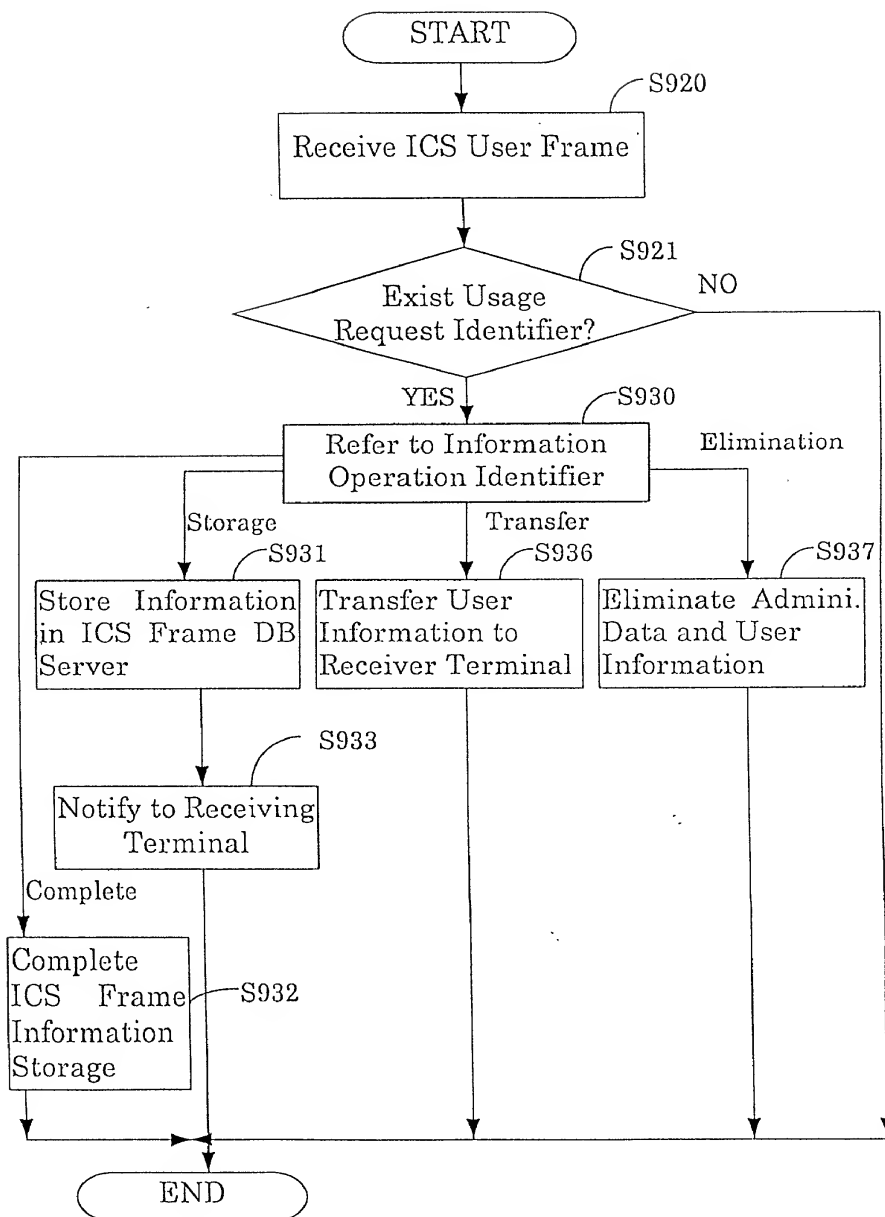 START
S920
Receive ICS User Frame
S921
NO
Exist Usage
Request Identifier?
YES
S930
Refer to Information
Operation Identifier
Elimination
Storage
Transfer
S931
S936
S937
Store Information
in ICS Frame DB
Server
Transfer User
Information to
Receiver Terminal
Eliminate Admini.
Data and User
Information
S933
Notify to Receiving
Terminal
Complete
Complete
ICS Frame
Information
Storage
S932
END